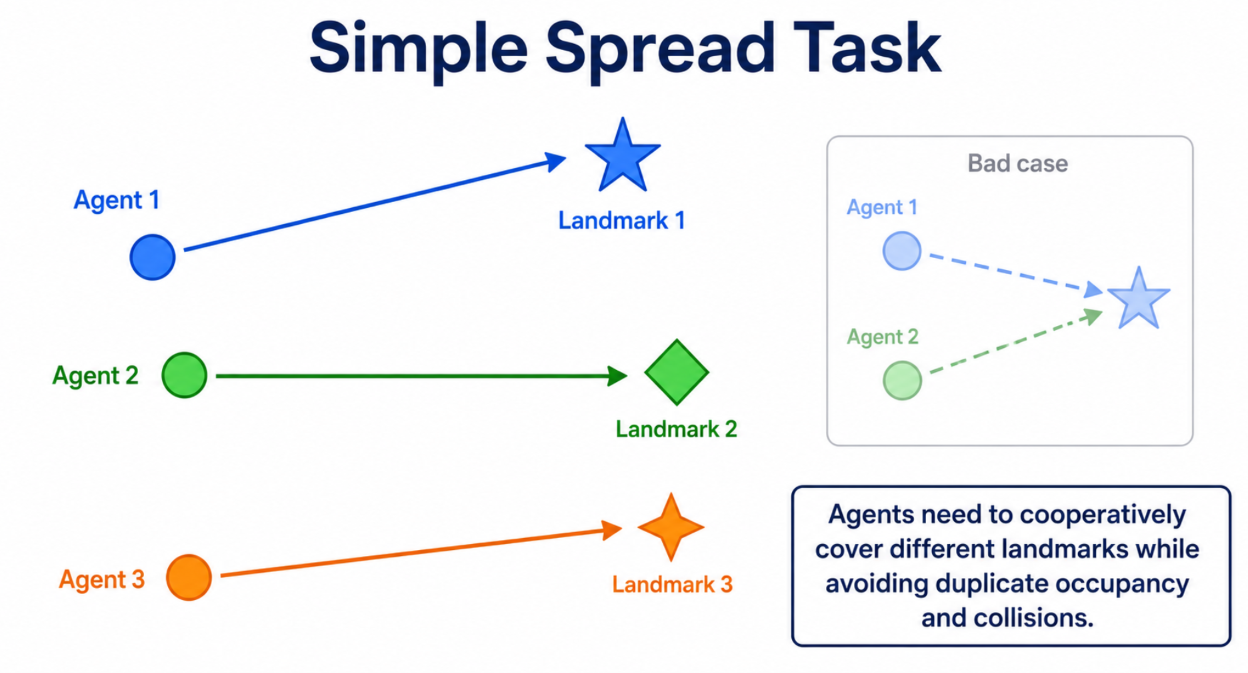 Simple Spread Task
Agent 1
Landmark 1
Agent 2
Landmark 2
Agent 3
Landmark 3
Bad case
Agent 1
Agent 2
Agents need to cooperatively
cover different landmarks while
avoiding duplicate occupancy
and collisions.